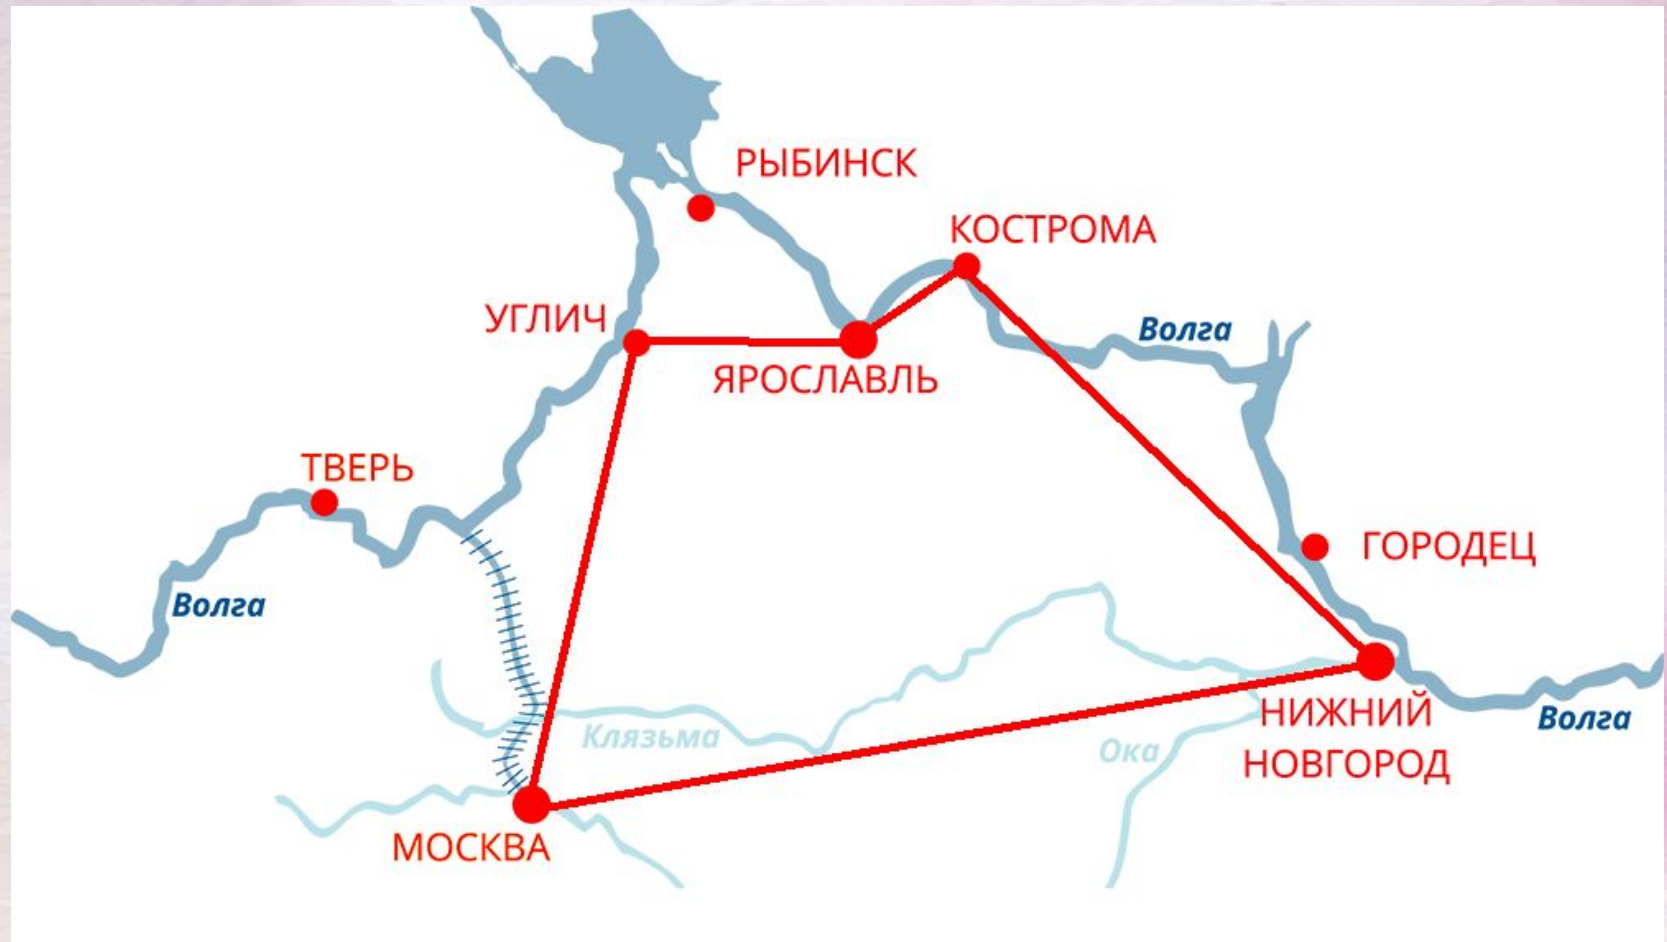 РЫБИНСК
КОСТРОМА
УГЛИЧ
Волга
ЯРОСЛАВЛЬ
ТВЕРЬ
ГОРОДЕЦ
Волга
Клязьма
Ока
НИЖНИЙ
НОВГОРОД
Волга
МОСКВА